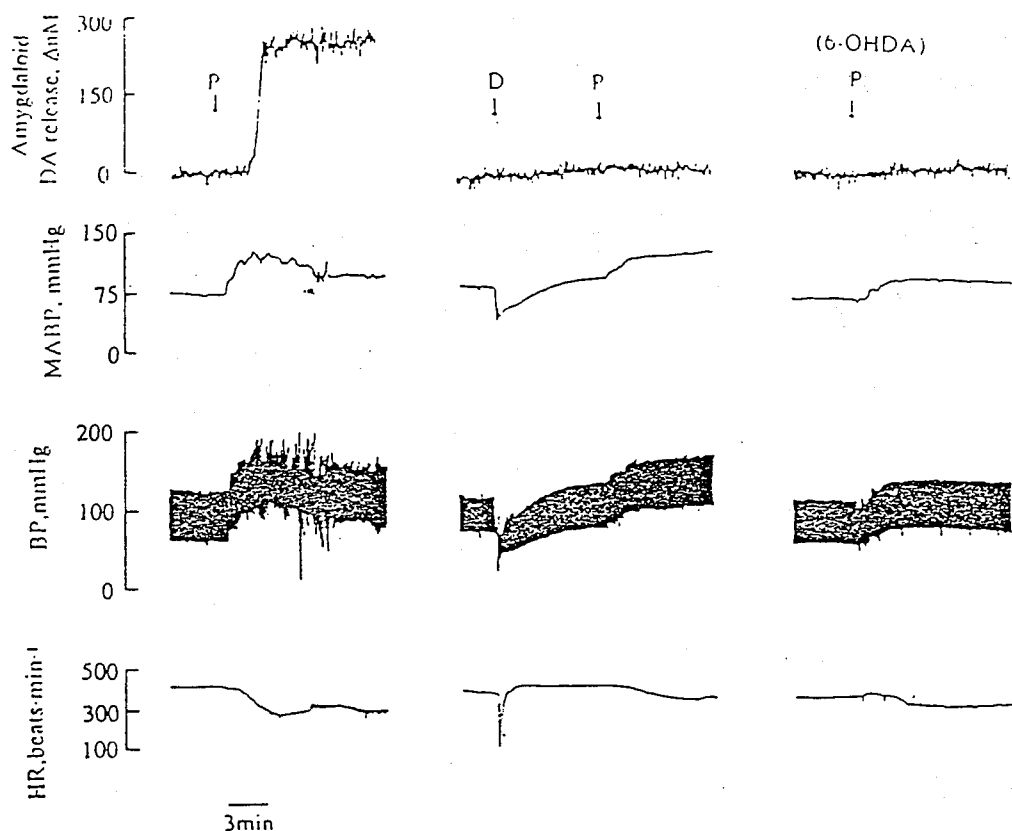 Amygdaloid
DA release, ΔnM
300
150
0
P
D
P
(6-OHDA)
P
MABP, mmHg
150
75
0
BP, mmHg
200
100
0
HR, beats·min-1
500
300
100
3min